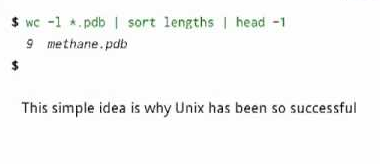 $ wc -l *.pdb | sort lengths | head -1
9 methane.pdb
$
This simple idea is why Unix has been so successful